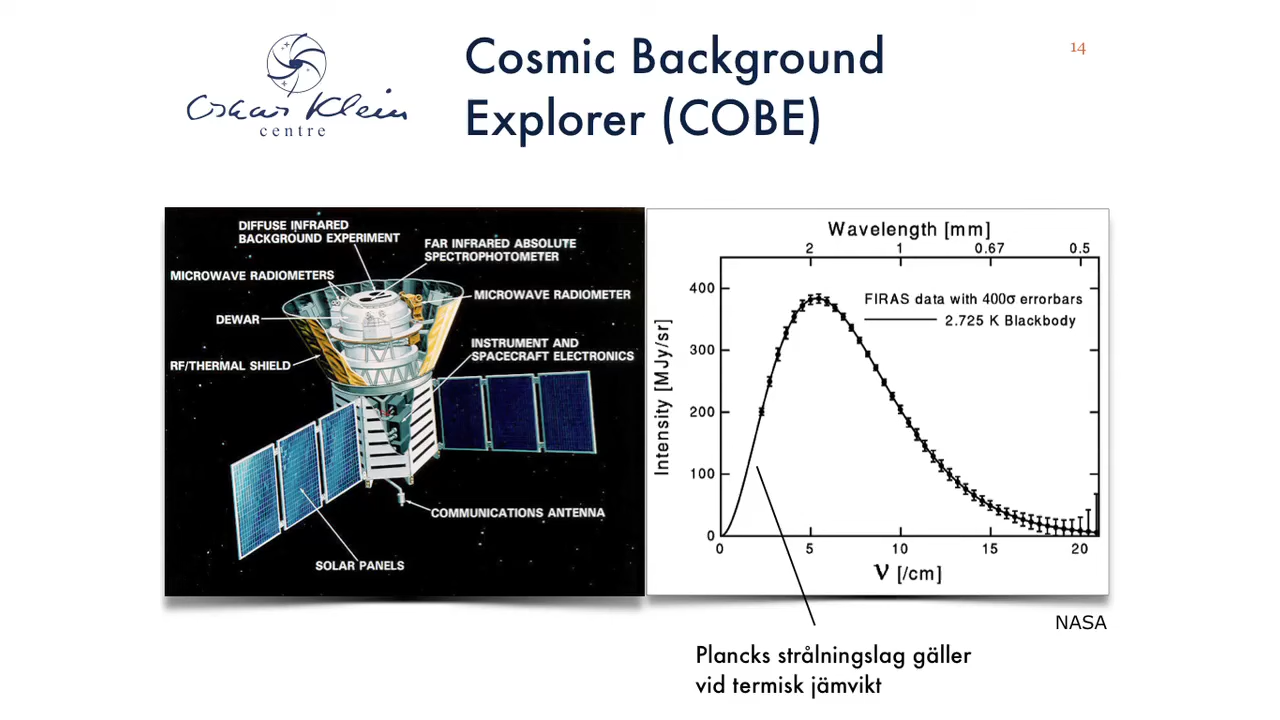 Oskar Klein
centre
Cosmic Background
Explorer (COBE)
14
DIFFUSE INFRARED
BACKGROUND EXPERIMENT
FAR INFRARED ABSOLUTE
SPECTROPHOTOMETER
MICROWAVE RADIOMETERS
MICROWAVE RADIOMETER
DEWAR
INSTRUMENT AND
SPACECRAFT ELECTRONICS
RF/THERMAL SHIELD
COMMUNICATIONS ANTENNA
SOLAR PANELS
Wavelength [mm]
2 1 0.67 0.5
FIRAS data with 400σ errorbars
2.725 K Blackbody
Intensity [MJy/sr]
400
300
200
100
0
0 5 10 15 20
ν [/cm]
NASA
Plancks strålningslag gäller
vid termisk jämvikt